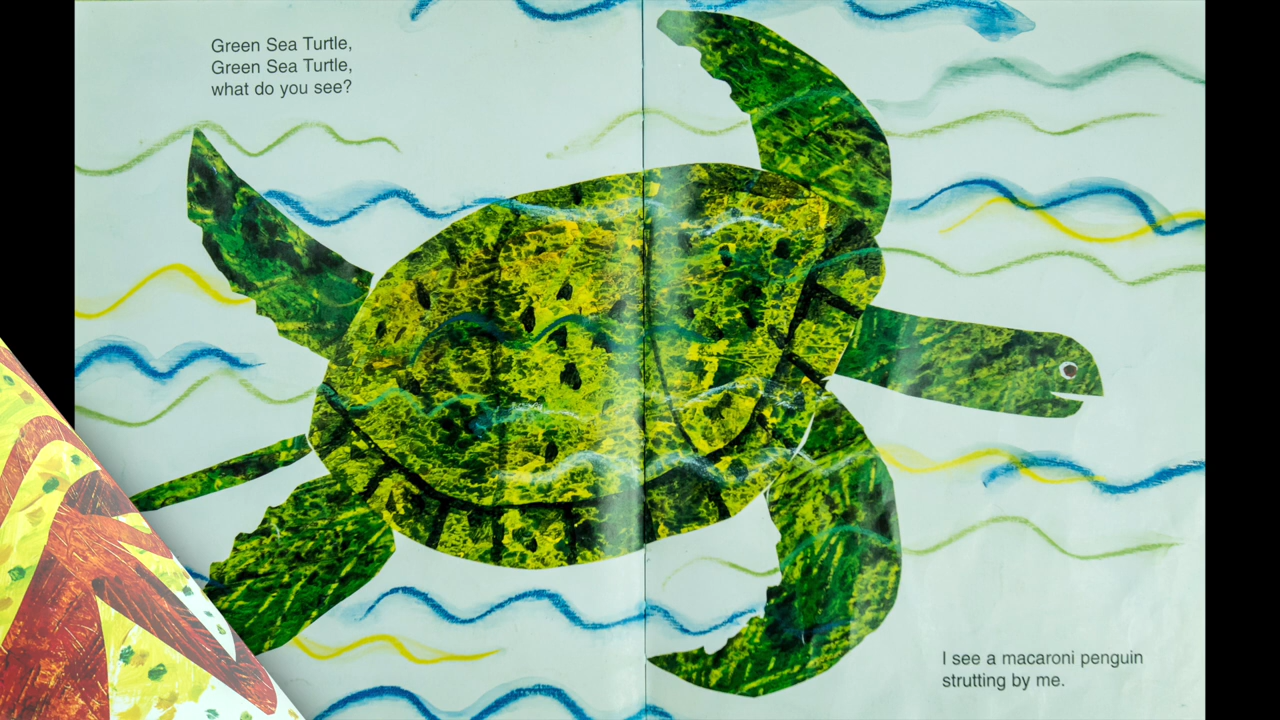 Green Sea Turtle,
Green Sea Turtle,
what do you see?
I see a macaroni penguin
strutting by me.